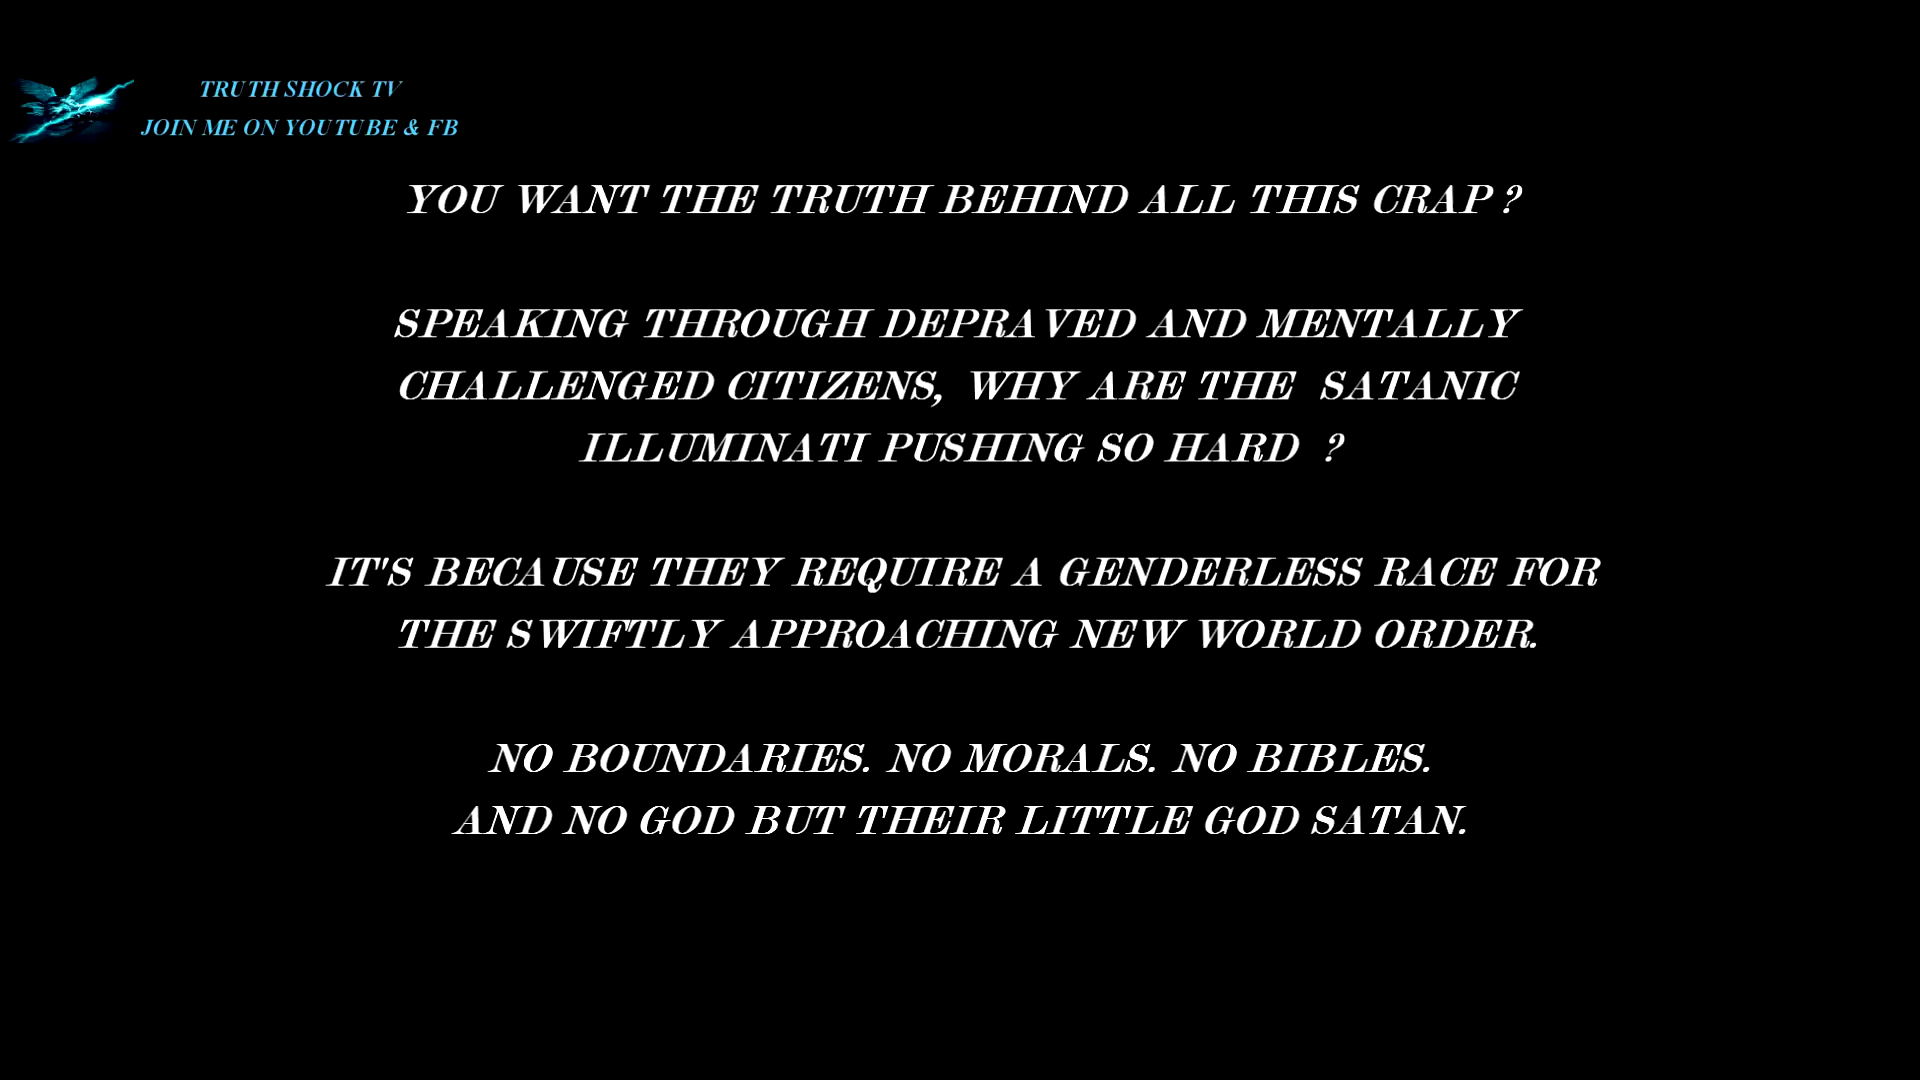 TRUTH SHOCK TV
JOIN ME ON YOUTUBE & FB
YOU WANT THE TRUTH BEHIND ALL THIS CRAP ?
SPEAKING THROUGH DEPRAVED AND MENTALLY
CHALLENGED CITIZENS, WHY ARE THE SATANIC
ILLUMINATI PUSHING SO HARD ?
IT'S BECAUSE THEY REQUIRE A GENDERLESS RACE FOR
THE SWIFTLY APPROACHING NEW WORLD ORDER.
NO BOUNDARIES. NO MORALS. NO BIBLES.
AND NO GOD BUT THEIR LITTLE GOD SATAN.